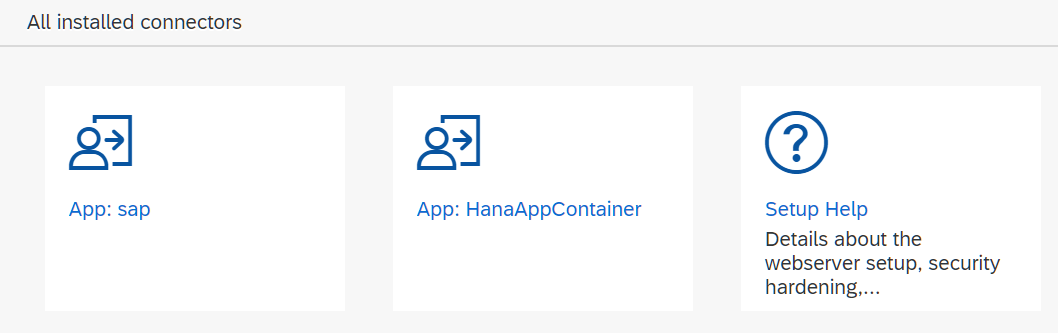 All installed connectors
App: sap
App: HanaAppContainer
Setup Help
Details about the
webserver setup, security
hardening,...